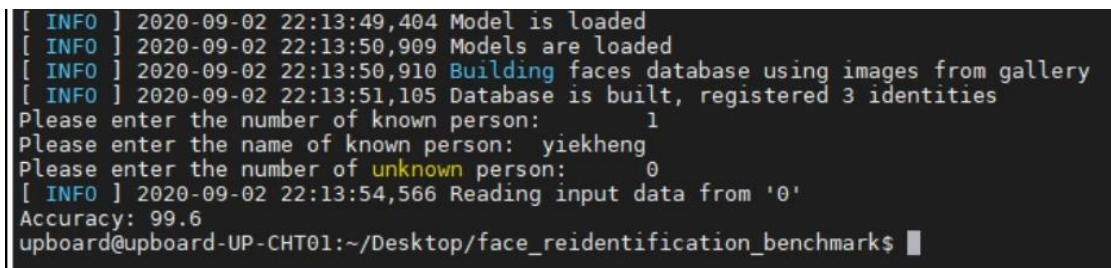 [ INFO ] 2020-09-02 22:13:49,404 Model is loaded
[ INFO ] 2020-09-02 22:13:50,909 Models are loaded
[ INFO ] 2020-09-02 22:13:50,910 Building faces database using images from gallery
[ INFO ] 2020-09-02 22:13:51,105 Database is built, registered 3 identities
Please enter the number of known person:        1
Please enter the name of known person:  yiekheng
Please enter the number of unknown person:      0
[ INFO ] 2020-09-02 22:13:54,566 Reading input data from '0'
Accuracy: 99.6
upboard@upboard-UP-CHT01:~/Desktop/face_reidentification_benchmark$